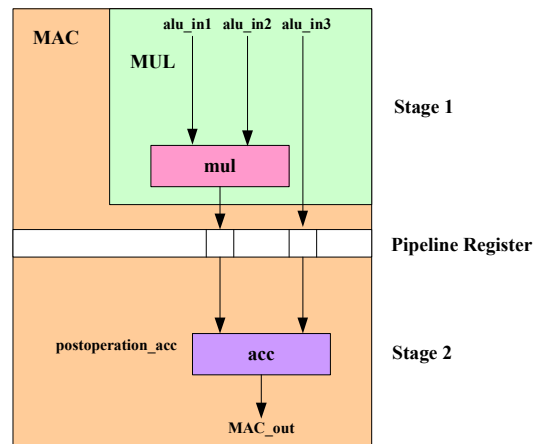 alu_in1 alu_in2 alu_in3
MAC
MUL
Stage 1
mul
Pipeline Register
postoperation_acc
acc
Stage 2
MAC_out